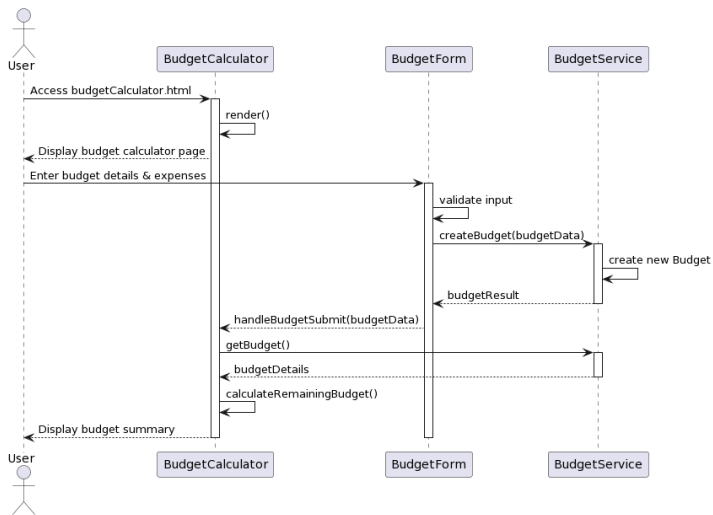 User
BudgetCalculator
BudgetForm
BudgetService
Access budgetCalculator.html
render()
Display budget calculator page
Enter budget details & expenses
validate input
createBudget(budgetData)
create new Budget
budgetResult
handleBudgetSubmit(budgetData)
getBudget()
budgetDetails
calculateRemainingBudget()
Display budget summary
User
BudgetCalculator
BudgetForm
BudgetService